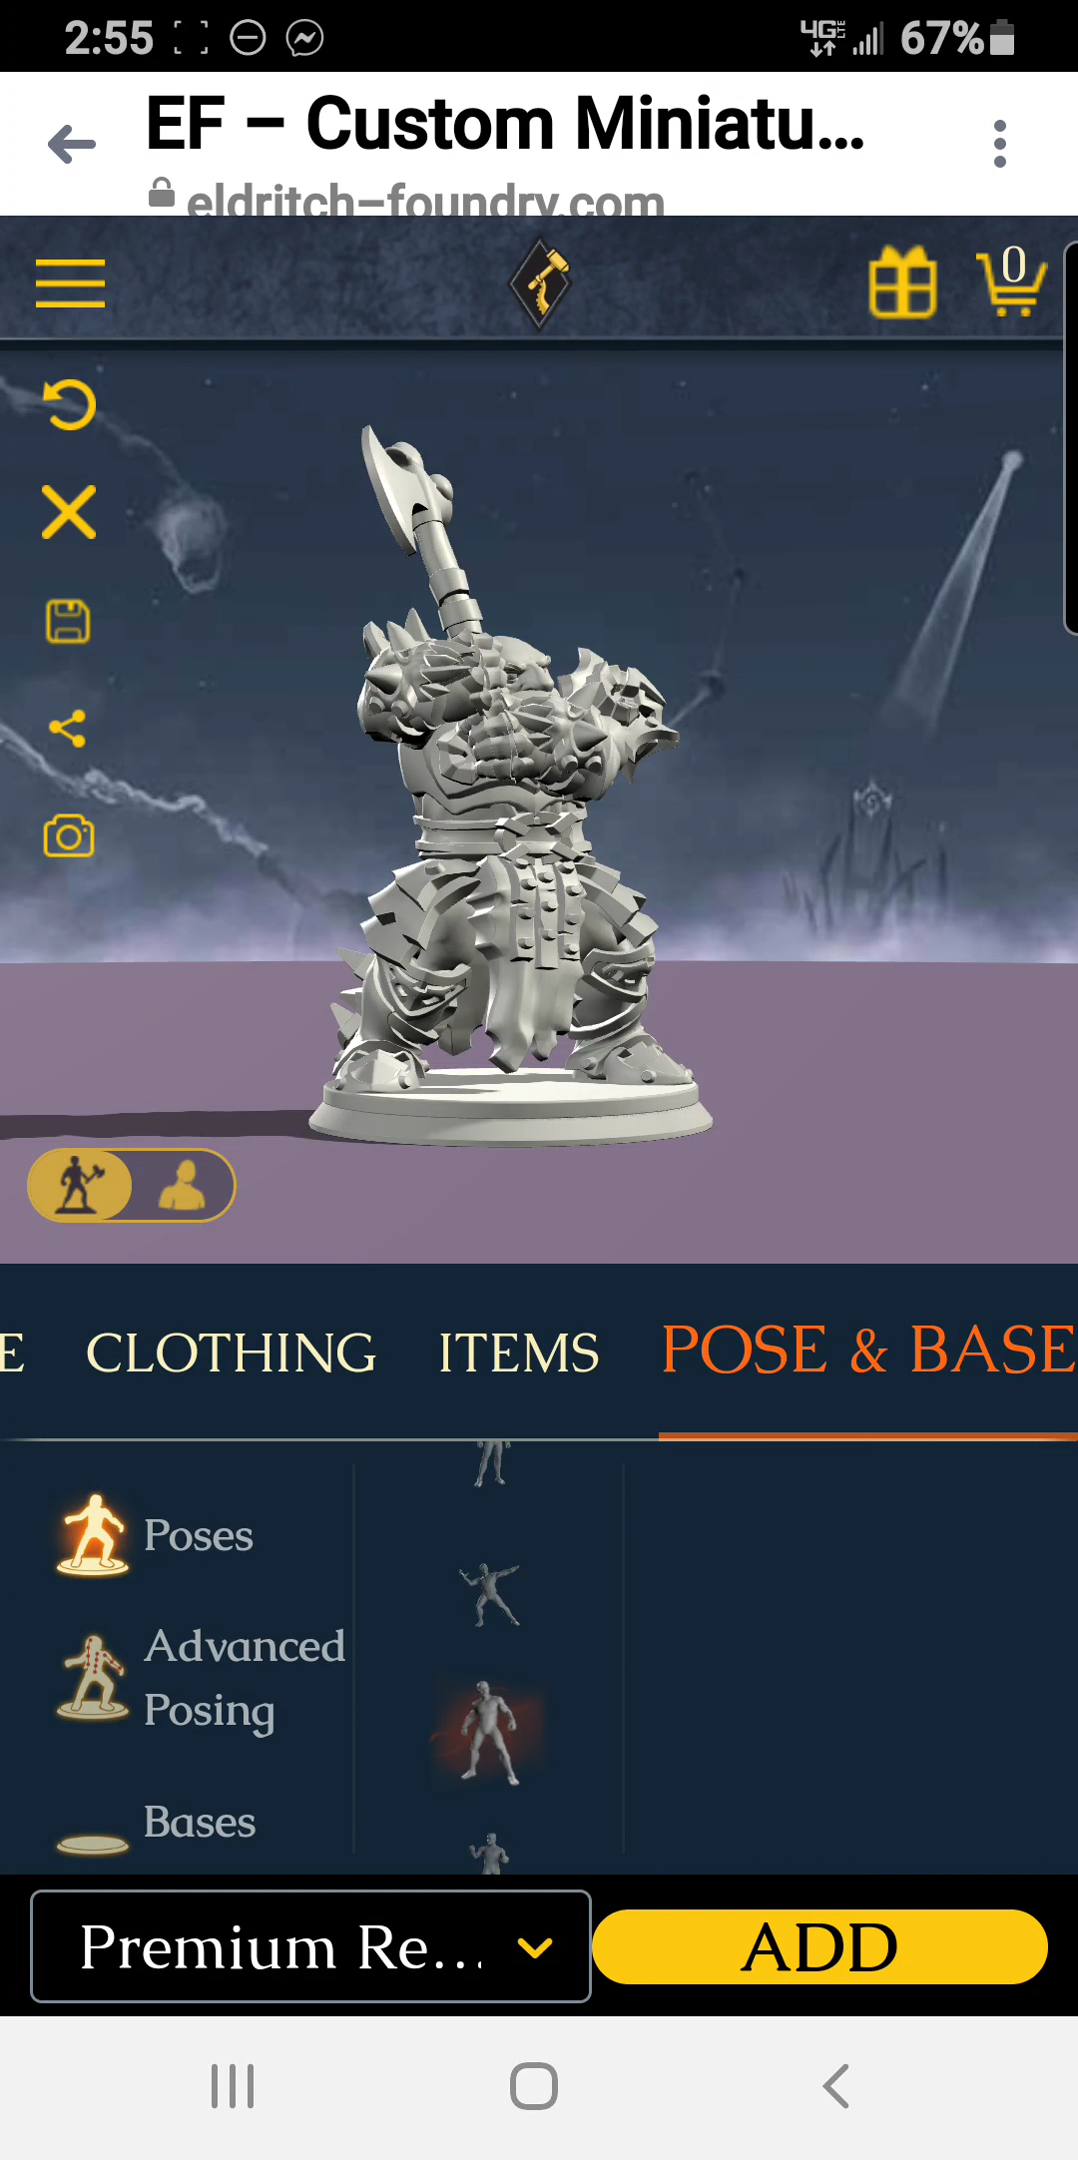 2:55 4G LTE 67%
EF – Custom Miniatu...
eldritch-foundry.com
0
E CLOTHING ITEMS POSE & BASE
Poses
Advanced
Posing
Bases
Premium Re... ADD